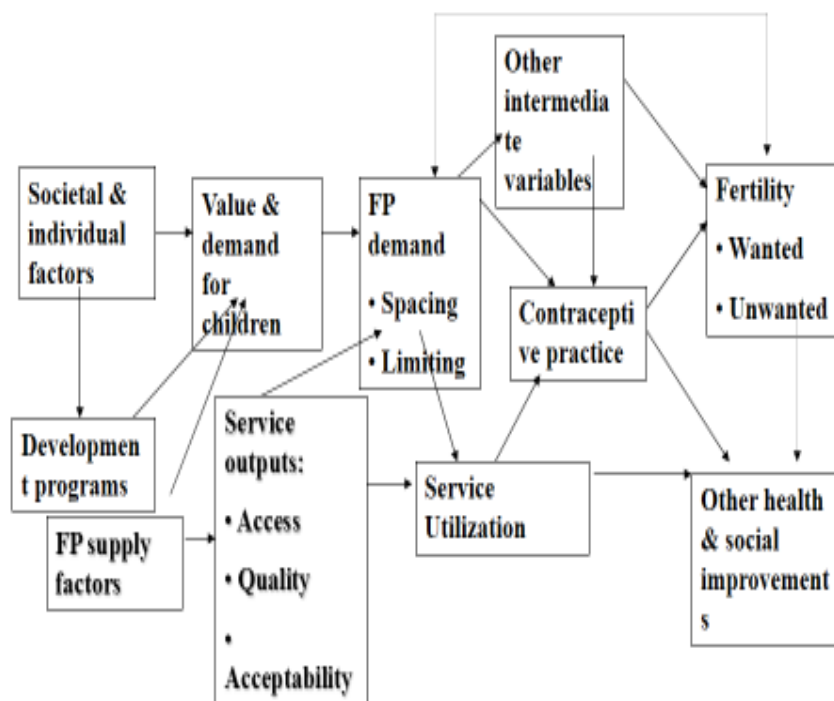 Other
intermedia
te
variables
Societal &
individual
factors
Value &
demand
for
children
FP
demand
• Spacing
• Limiting
Fertility
• Wanted
• Unwanted
Contracepti
ve practice
Developmen
t programs
FP supply
factors
Service
outputs:
• Access
• Quality
•
Acceptability
Service
Utilization
Other health
& social
improvement
s